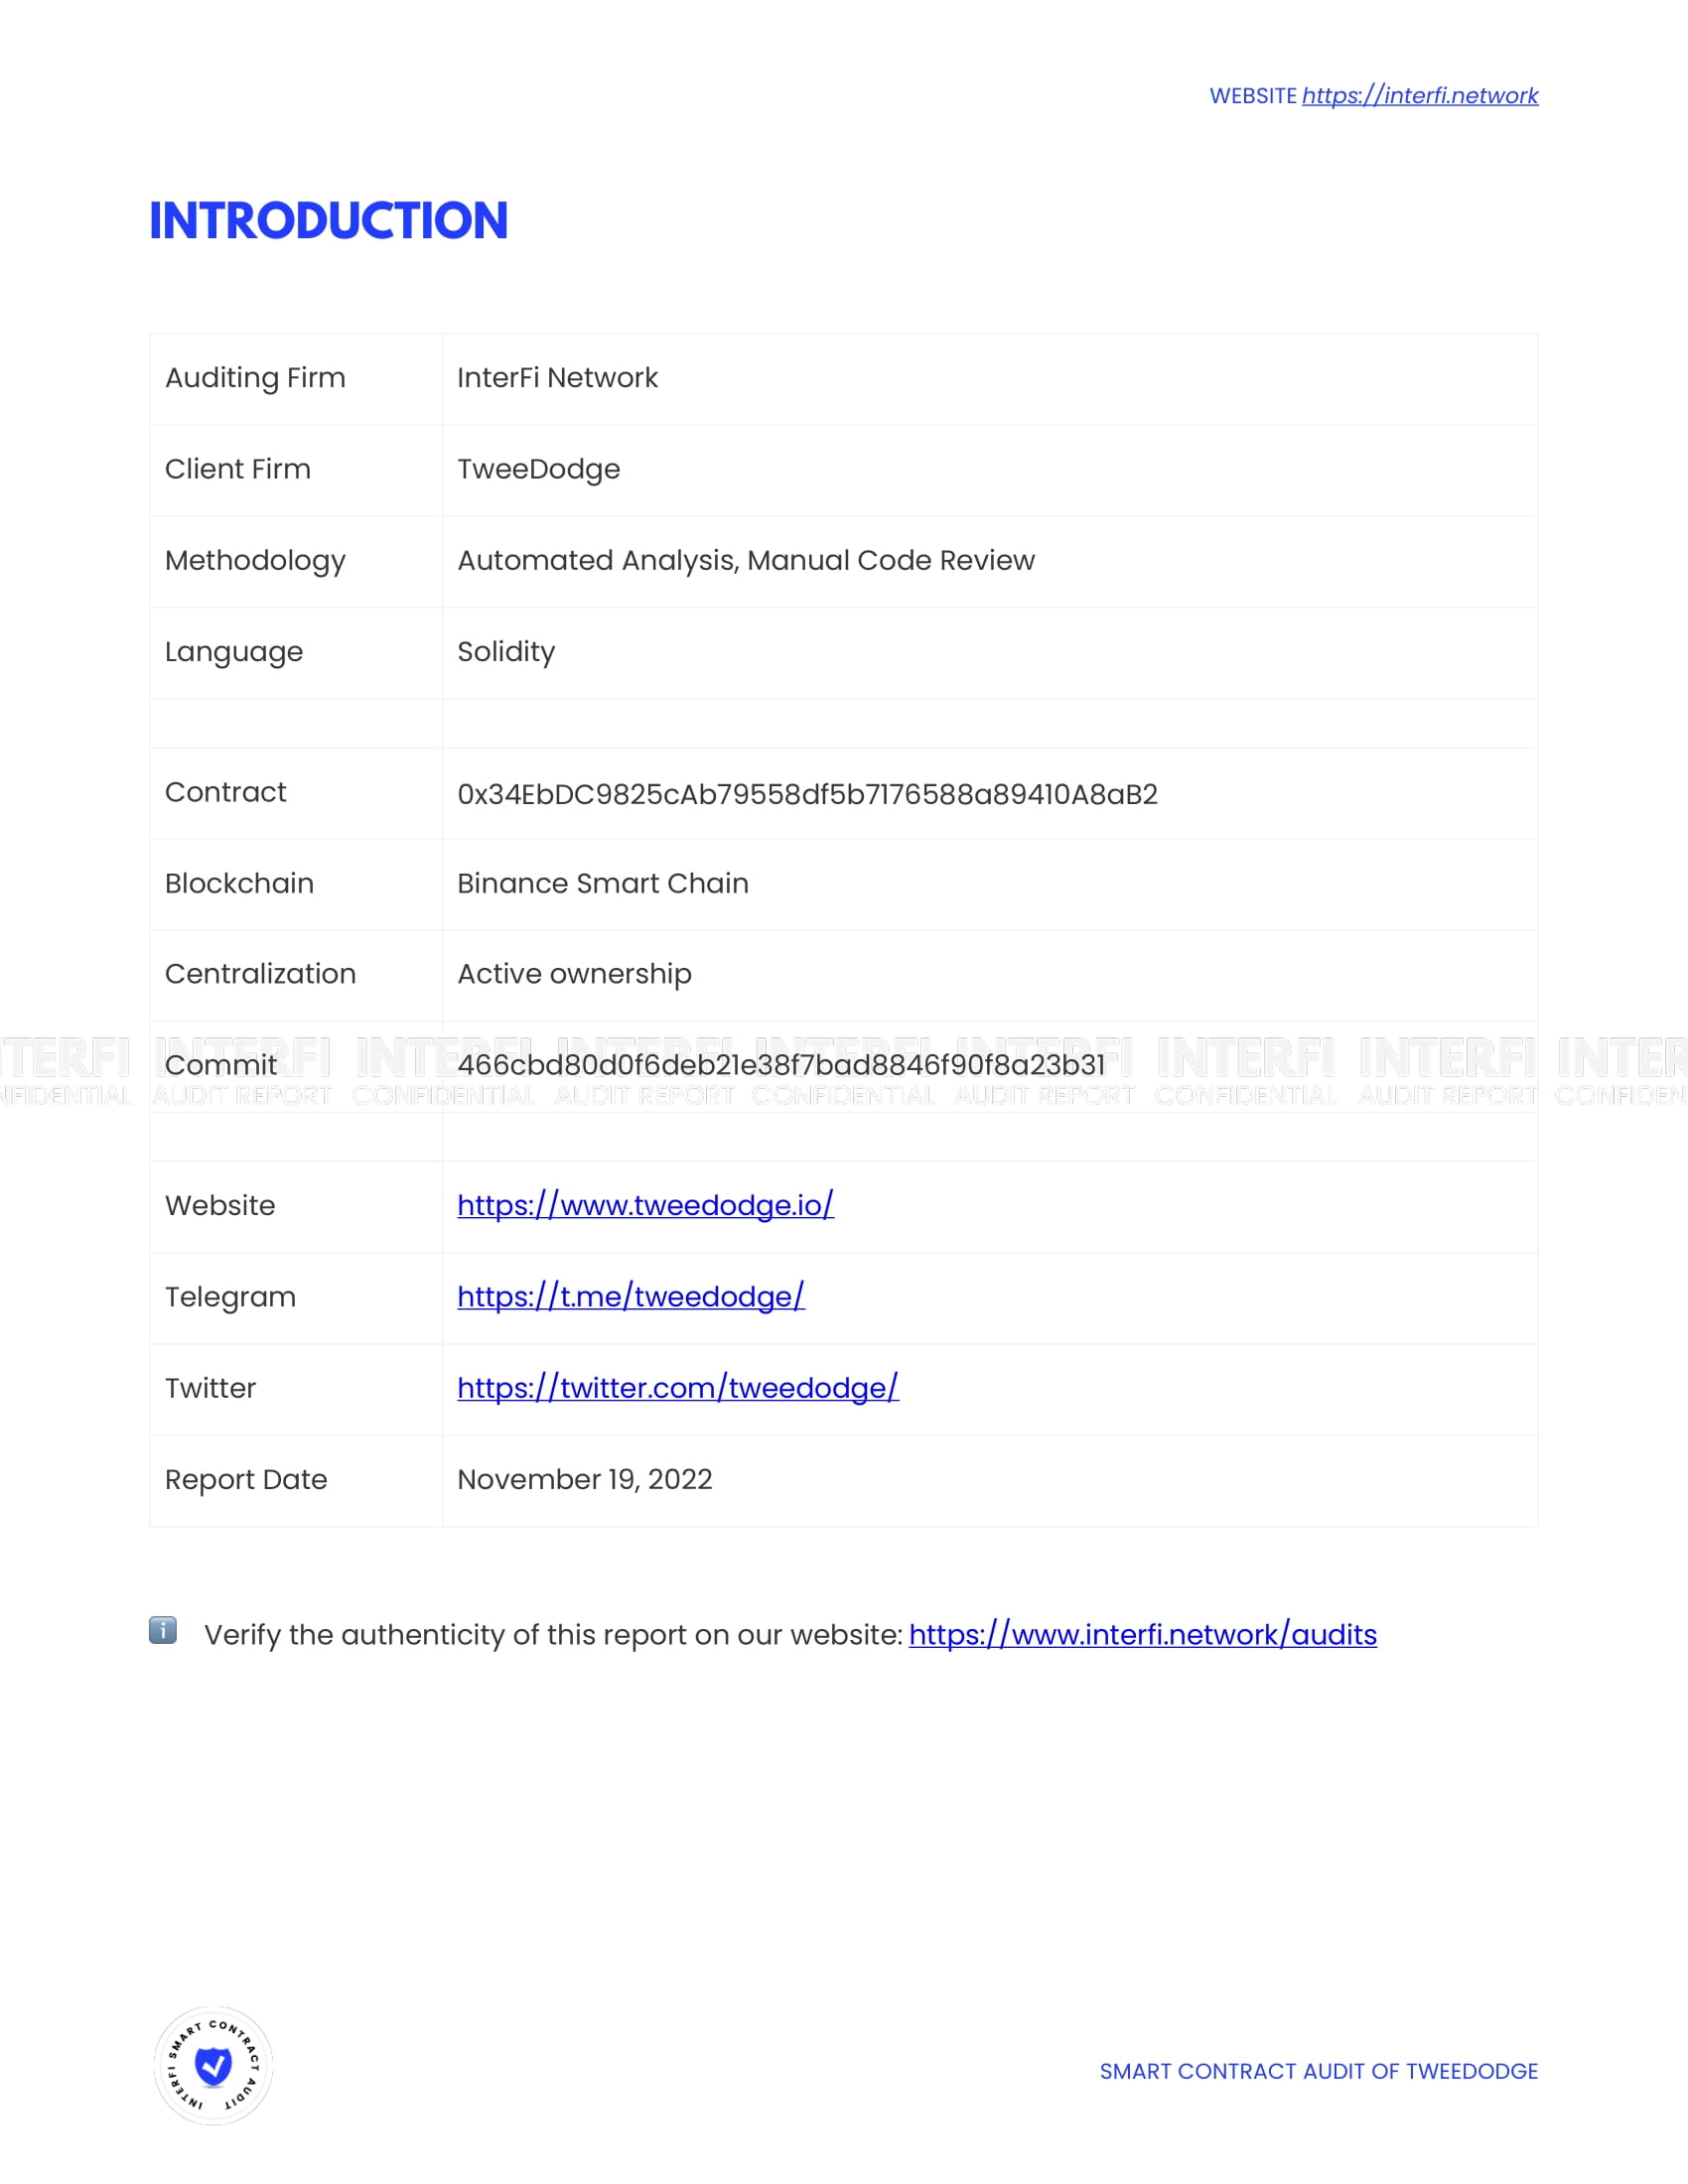 WEBSITE https://interfi.network
INTRODUCTION
Auditing Firm InterFi Network
Client Firm TweeDodge
Methodology Automated Analysis, Manual Code Review
Language Solidity
Contract 0x34EbDC9825cAb79558df5b7176588a89410A8aB2
Blockchain Binance Smart Chain
Centralization Active ownership
INTERFI INTERFI INTERFI INTERFI INTERFI INTERFI INTERFI INTERFI INTER
Commit 466cbd80d0f6deb21e38f7bad8846f90f8a23b31
NFIDENTIAL AUDIT REPORT CONFIDENTIAL AUDIT REPORT CONFIDENTIAL AUDIT REPORT CONFIDENTIAL AUDIT REPORT CONFIDEN
Website https://www.tweedodge.io/
Telegram https://t.me/tweedodge/
Twitter https://twitter.com/tweedodge/
Report Date November 19, 2022
i Verify the authenticity of this report on our website: https://www.interfi.network/audits
INTERFI SMART CONTRACT AUDIT
SMART CONTRACT AUDIT OF TWEEDODGE